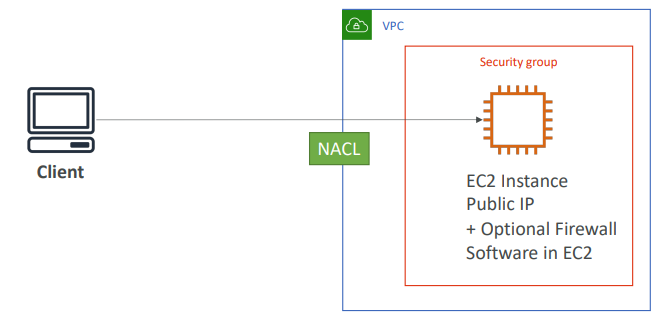 VPC
Security group
NACL
Client
EC2 Instance
Public IP
+ Optional Firewall
Software in EC2